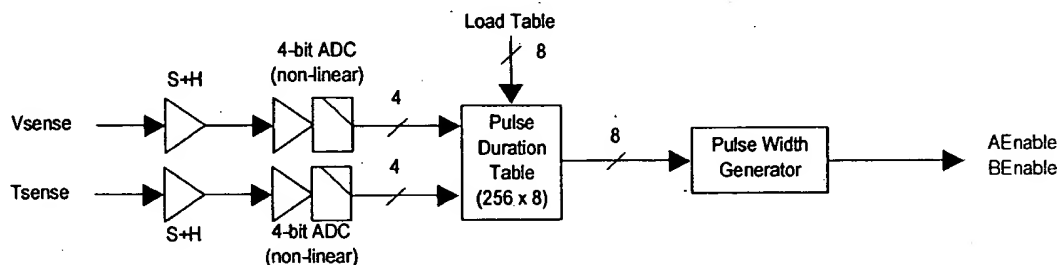 Load Table
8
4-bit ADC
(non-linear)
S+H
4
Vsense
Pulse
Duration
Table
(256 x 8)
8
Pulse Width
Generator
AEnable
BEnable
Tsense
4
S+H
4-bit ADC
(non-linear)